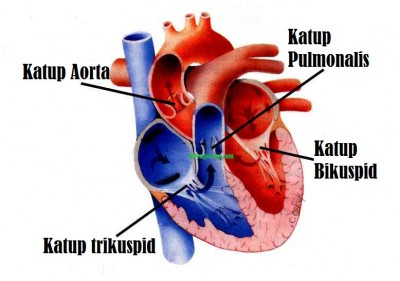 Katup Aorta
Katup
Pulmonalis
Katup
Bikuspid
Katup trikuspid